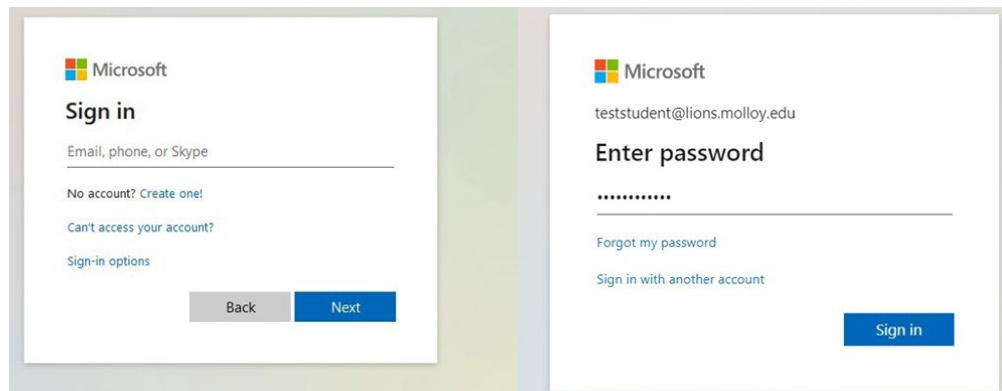 Microsoft
Sign in
Email, phone, or Skype
No account? Create one!
Can't access your account?
Sign-in options
Back
Next
Microsoft
teststudent@lions.molloy.edu
Enter password
••••••••••••
Forgot my password
Sign in with another account
Sign in